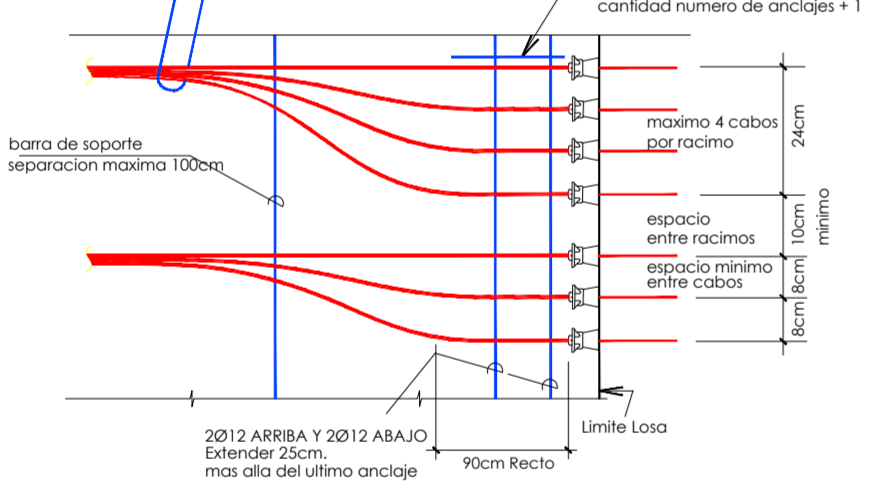 cantidad numero de anclajes + 1
maximo 4 cabos
por racimo
24cm
barra de soporte
separacion maxima 100cm
10cm
minimo
espacio
entre racimos
espacio minimo
entre cabos
8cm
8cm
2Ø12 ARRIBA Y 2Ø12 ABAJO
Extender 25cm.
mas alla del ultimo anclaje
90cm Recto
Limite Losa